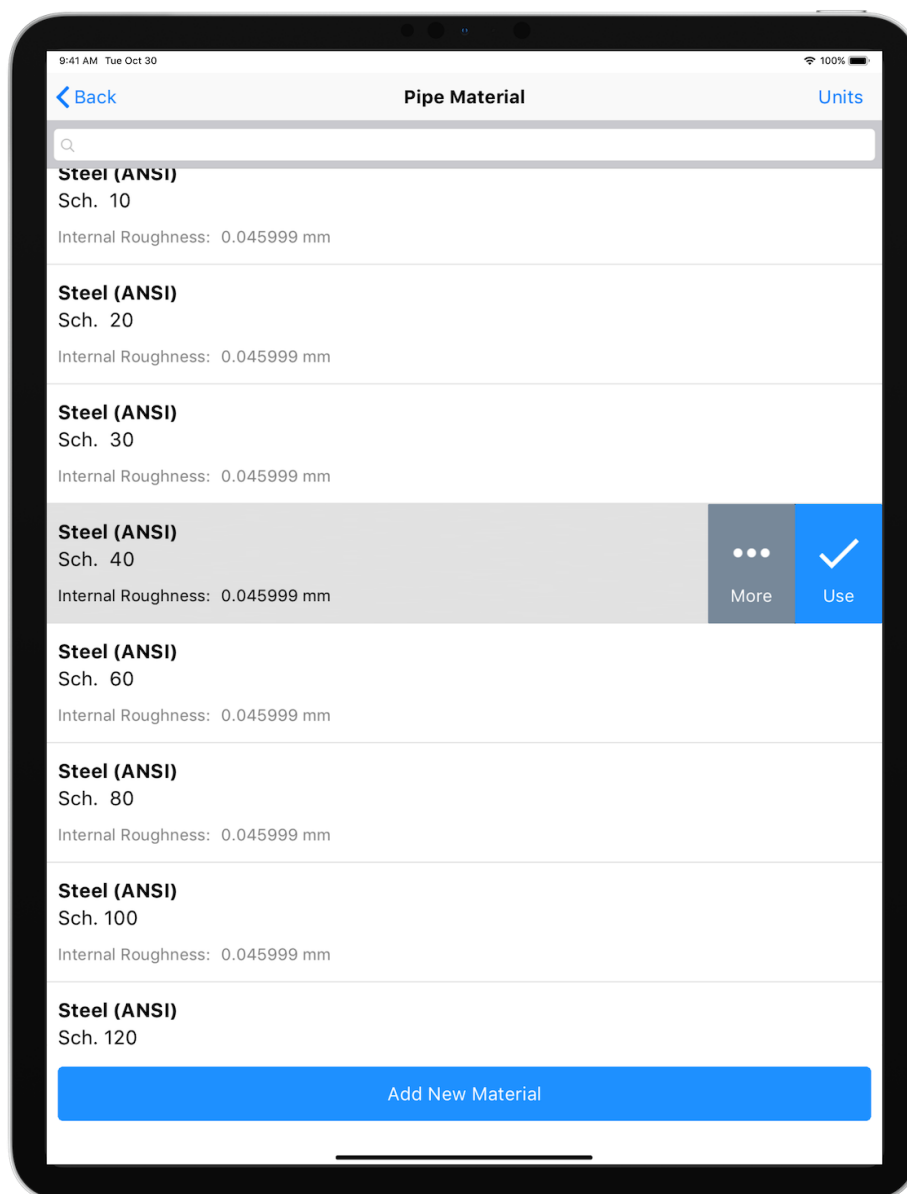 9:41 AM Tue Oct 30
100%
Back
Pipe Material
Units
Steel (ANSI)
Sch. 10
Internal Roughness: 0.045999 mm
Steel (ANSI)
Sch. 20
Internal Roughness: 0.045999 mm
Steel (ANSI)
Sch. 30
Internal Roughness: 0.045999 mm
Steel (ANSI)
Sch. 40
Internal Roughness: 0.045999 mm
More
Use
Steel (ANSI)
Sch. 60
Internal Roughness: 0.045999 mm
Steel (ANSI)
Sch. 80
Internal Roughness: 0.045999 mm
Steel (ANSI)
Sch. 100
Internal Roughness: 0.045999 mm
Steel (ANSI)
Sch. 120
Add New Material